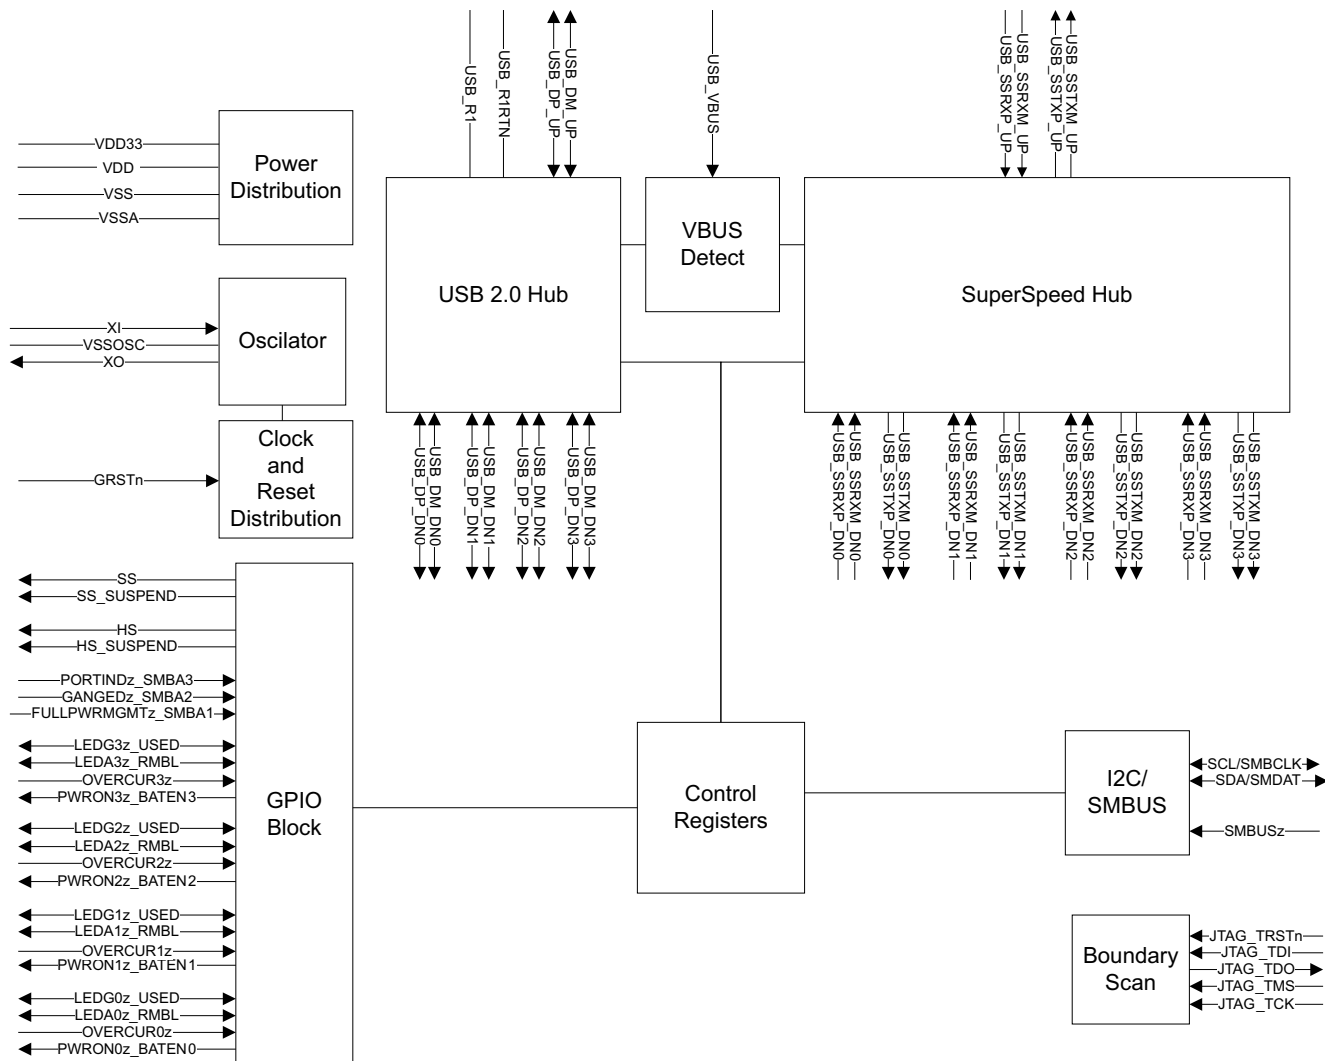 USB_R1
USB_R1RTN
USB_DP_UP
USB_DM_UP
USB_VBUS
USB_SSRXP_UP
USB_SSRXM_UP
USB_SSTXP_UP
USB_SSTXM_UP
VDD33
VDD
VSS
VSSA
Power
Distribution
USB 2.0 Hub
VBUS
Detect
SuperSpeed Hub
XI
VSSOSC
XO
Oscilator
GRSTn
Clock
and
Reset
Distribution
USB_DP_DN0
USB_DM_DN0
USB_DP_DN1
USB_DM_DN1
USB_DP_DN2
USB_DM_DN2
USB_DP_DN3
USB_DM_DN3
USB_SSRXP_DN0
USB_SSRXM_DN0
USB_SSTXP_DN0
USB_SSTXM_DN0
USB_SSRXP_DN1
USB_SSRXM_DN1
USB_SSTXP_DN1
USB_SSTXM_DN1
USB_SSRXP_DN2
USB_SSRXM_DN2
USB_SSTXP_DN2
USB_SSTXM_DN2
USB_SSRXP_DN3
USB_SSRXM_DN3
USB_SSTXP_DN3
USB_SSTXM_DN3
SS
SS_SUSPEND
HS
HS_SUSPEND
PORTINDz_SMBA3
GANGEDz_SMBA2
FULLPWRMGMTz_SMBA1
LEDG3z_USED
LEDA3z_RMBL
OVERCUR3z
PWRON3z_BATEN3
LEDG2z_USED
LEDA2z_RMBL
OVERCUR2z
PWRON2z_BATEN2
LEDG1z_USED
LEDA1z_RMBL
OVERCUR1z
PWRON1z_BATEN1
LEDG0z_USED
LEDA0z_RMBL
OVERCUR0z
PWRON0z_BATEN0
GPIO
Block
Control
Registers
I2C/
SMBUS
SCL/SMBCLK
SDA/SMDAT
SMBUSz
Boundary
Scan
JTAG_TRSTn
JTAG_TDI
JTAG_TDO
JTAG_TMS
JTAG_TCK